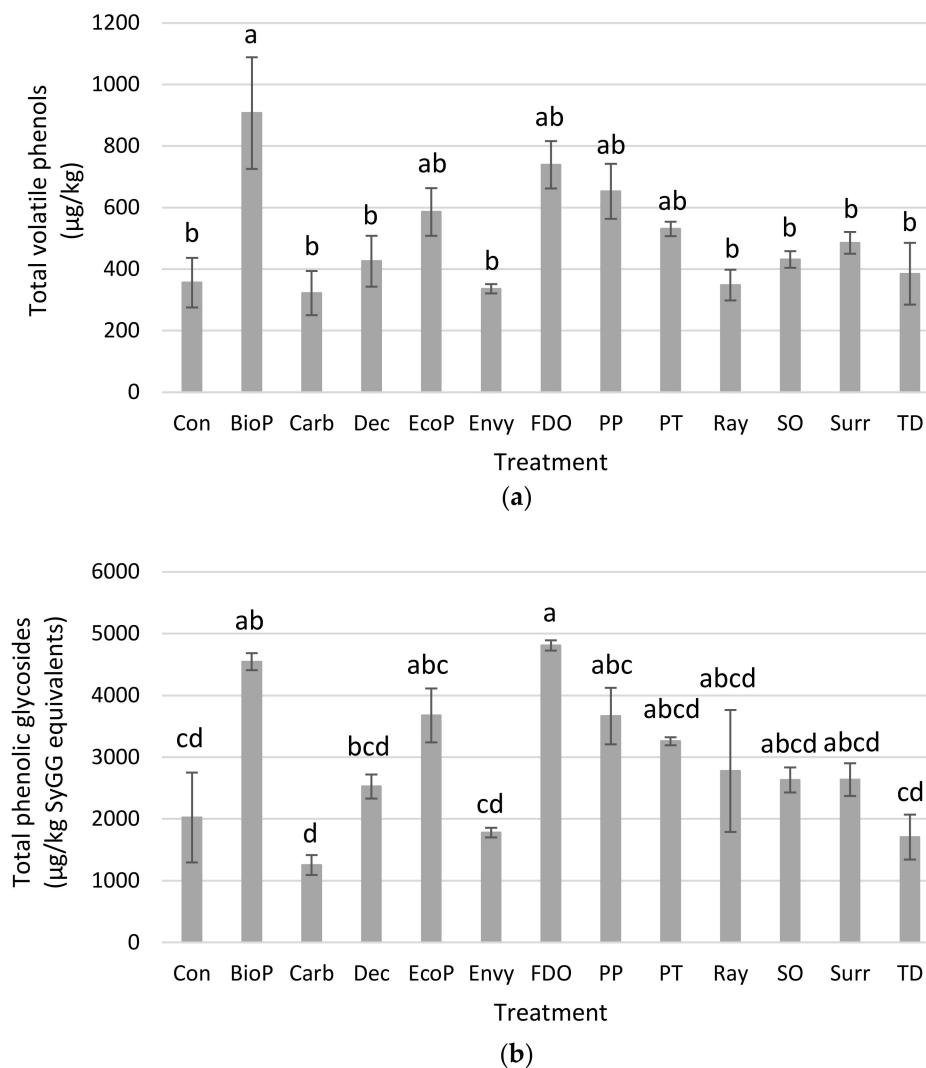 1200
1000
800
600
400
200
0
Total volatile phenols
(µg/kg)
b
a
b
b
ab
b
ab
ab
ab
b
b
b
b
Con BioP Carb Dec EcoP Envy FDO PP PT Ray SO Surr TD
Treatment
(a)
6000
5000
4000
3000
2000
1000
0
Total phenolic glycosides
(µg/kg SyGG equivalents)
cd
ab
d
bcd
abc
cd
a
abc
abcd
abcd
abcd
abcd
cd
Con BioP Carb Dec EcoP Envy FDO PP PT Ray SO Surr TD
Treatment
(b)